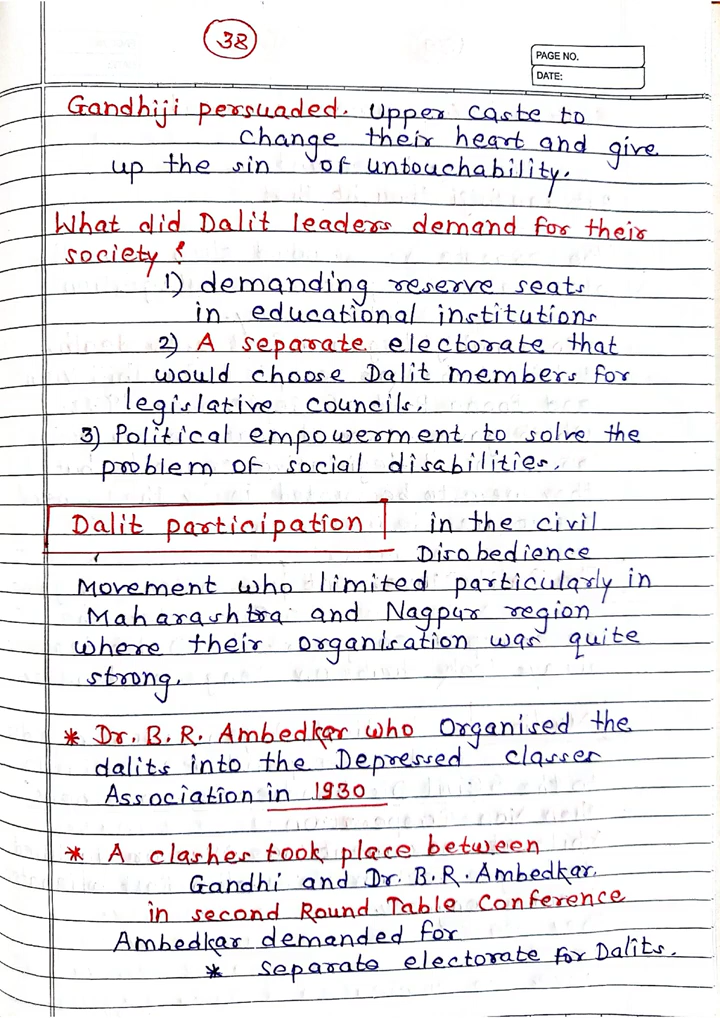 38
PAGE NO.
DATE:
Gandhiji persuaded. Upper caste to
change their heart and give
up the sin of untouchability.
What did Dalit leaders demand for their
society ?
1) demanding reserve seats
in educational institutions
2) A separate electorate that
would choose Dalit members for
legislative councils.
3) Political empowerment to solve the
problem of social disabilities.
Dalit participation in the civil
Disobedience
Movement who limited particularly in
Maharashtra and Nagpur region
where their organisation was quite
strong.
* Dr. B. R. Ambedkar who Organised the
dalits into the Depressed classes
Association in 1930
* A clashes took place between
Gandhi and Dr. B. R. Ambedkar.
in second Round Table Conference
Ambedkar demanded for
* separate electorate for Dalits.